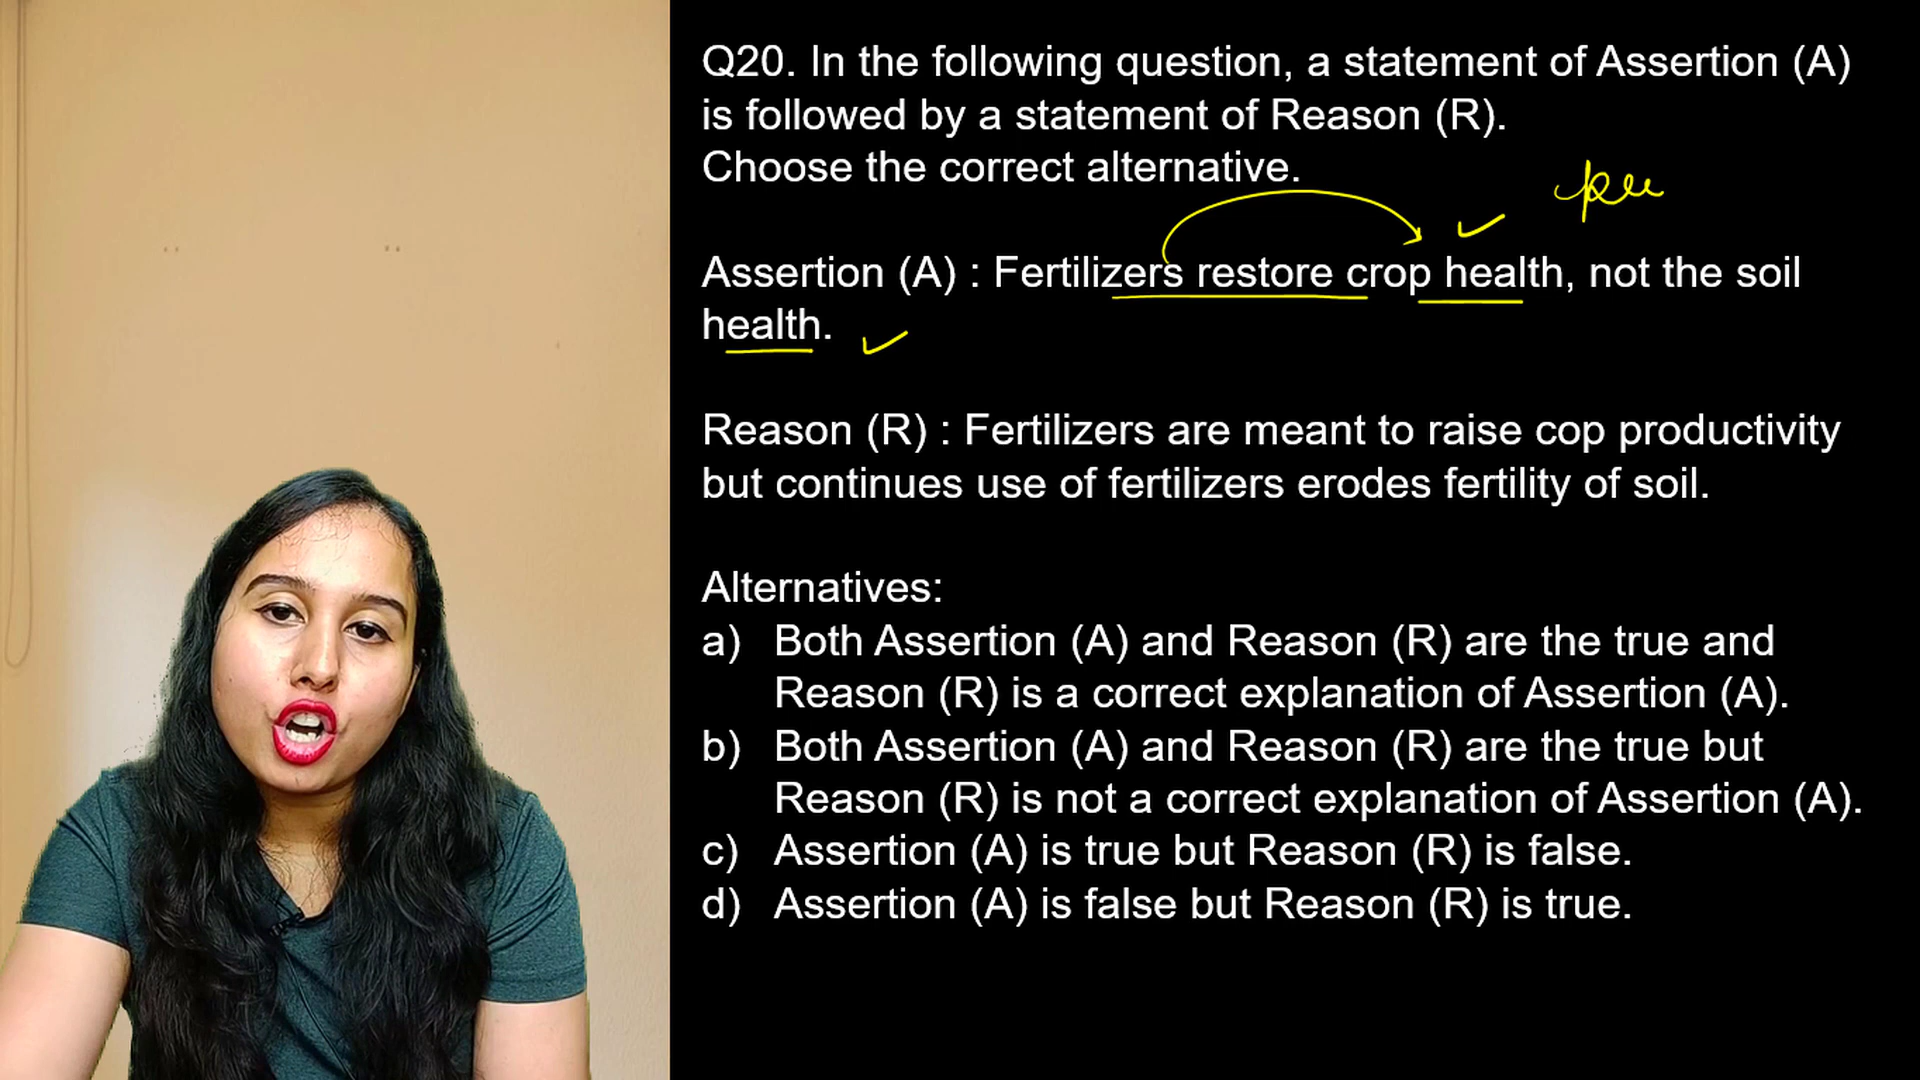 Q20. In the following question, a statement of Assertion (A)
is followed by a statement of Reason (R).
Choose the correct alternative.
Assertion (A) : Fertilizers restore crop health, not the soil
health.
Reason (R) : Fertilizers are meant to raise cop productivity
but continues use of fertilizers erodes fertility of soil.
Alternatives:
a) Both Assertion (A) and Reason (R) are the true and
Reason (R) is a correct explanation of Assertion (A).
b) Both Assertion (A) and Reason (R) are the true but
Reason (R) is not a correct explanation of Assertion (A).
c) Assertion (A) is true but Reason (R) is false.
d) Assertion (A) is false but Reason (R) is true.